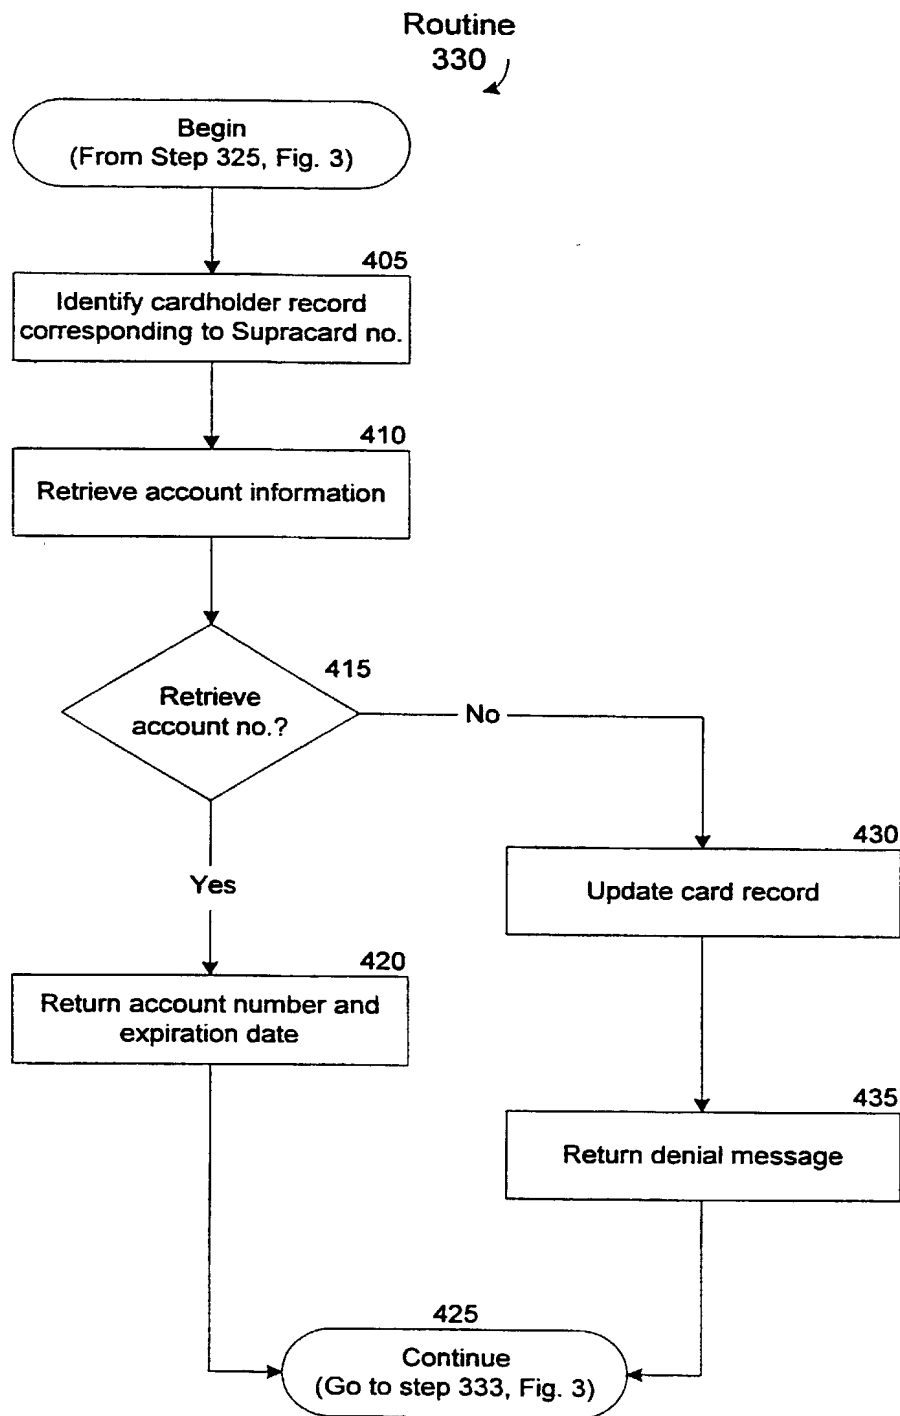 Routine
330
Begin
(From Step 325, Fig. 3)
405
Identify cardholder record
corresponding to Supracard no.
410
Retrieve account information
415
Retrieve
account no.?
No
Yes
430
Update card record
420
Return account number and
expiration date
435
Return denial message
425
Continue
(Go to step 333, Fig. 3)